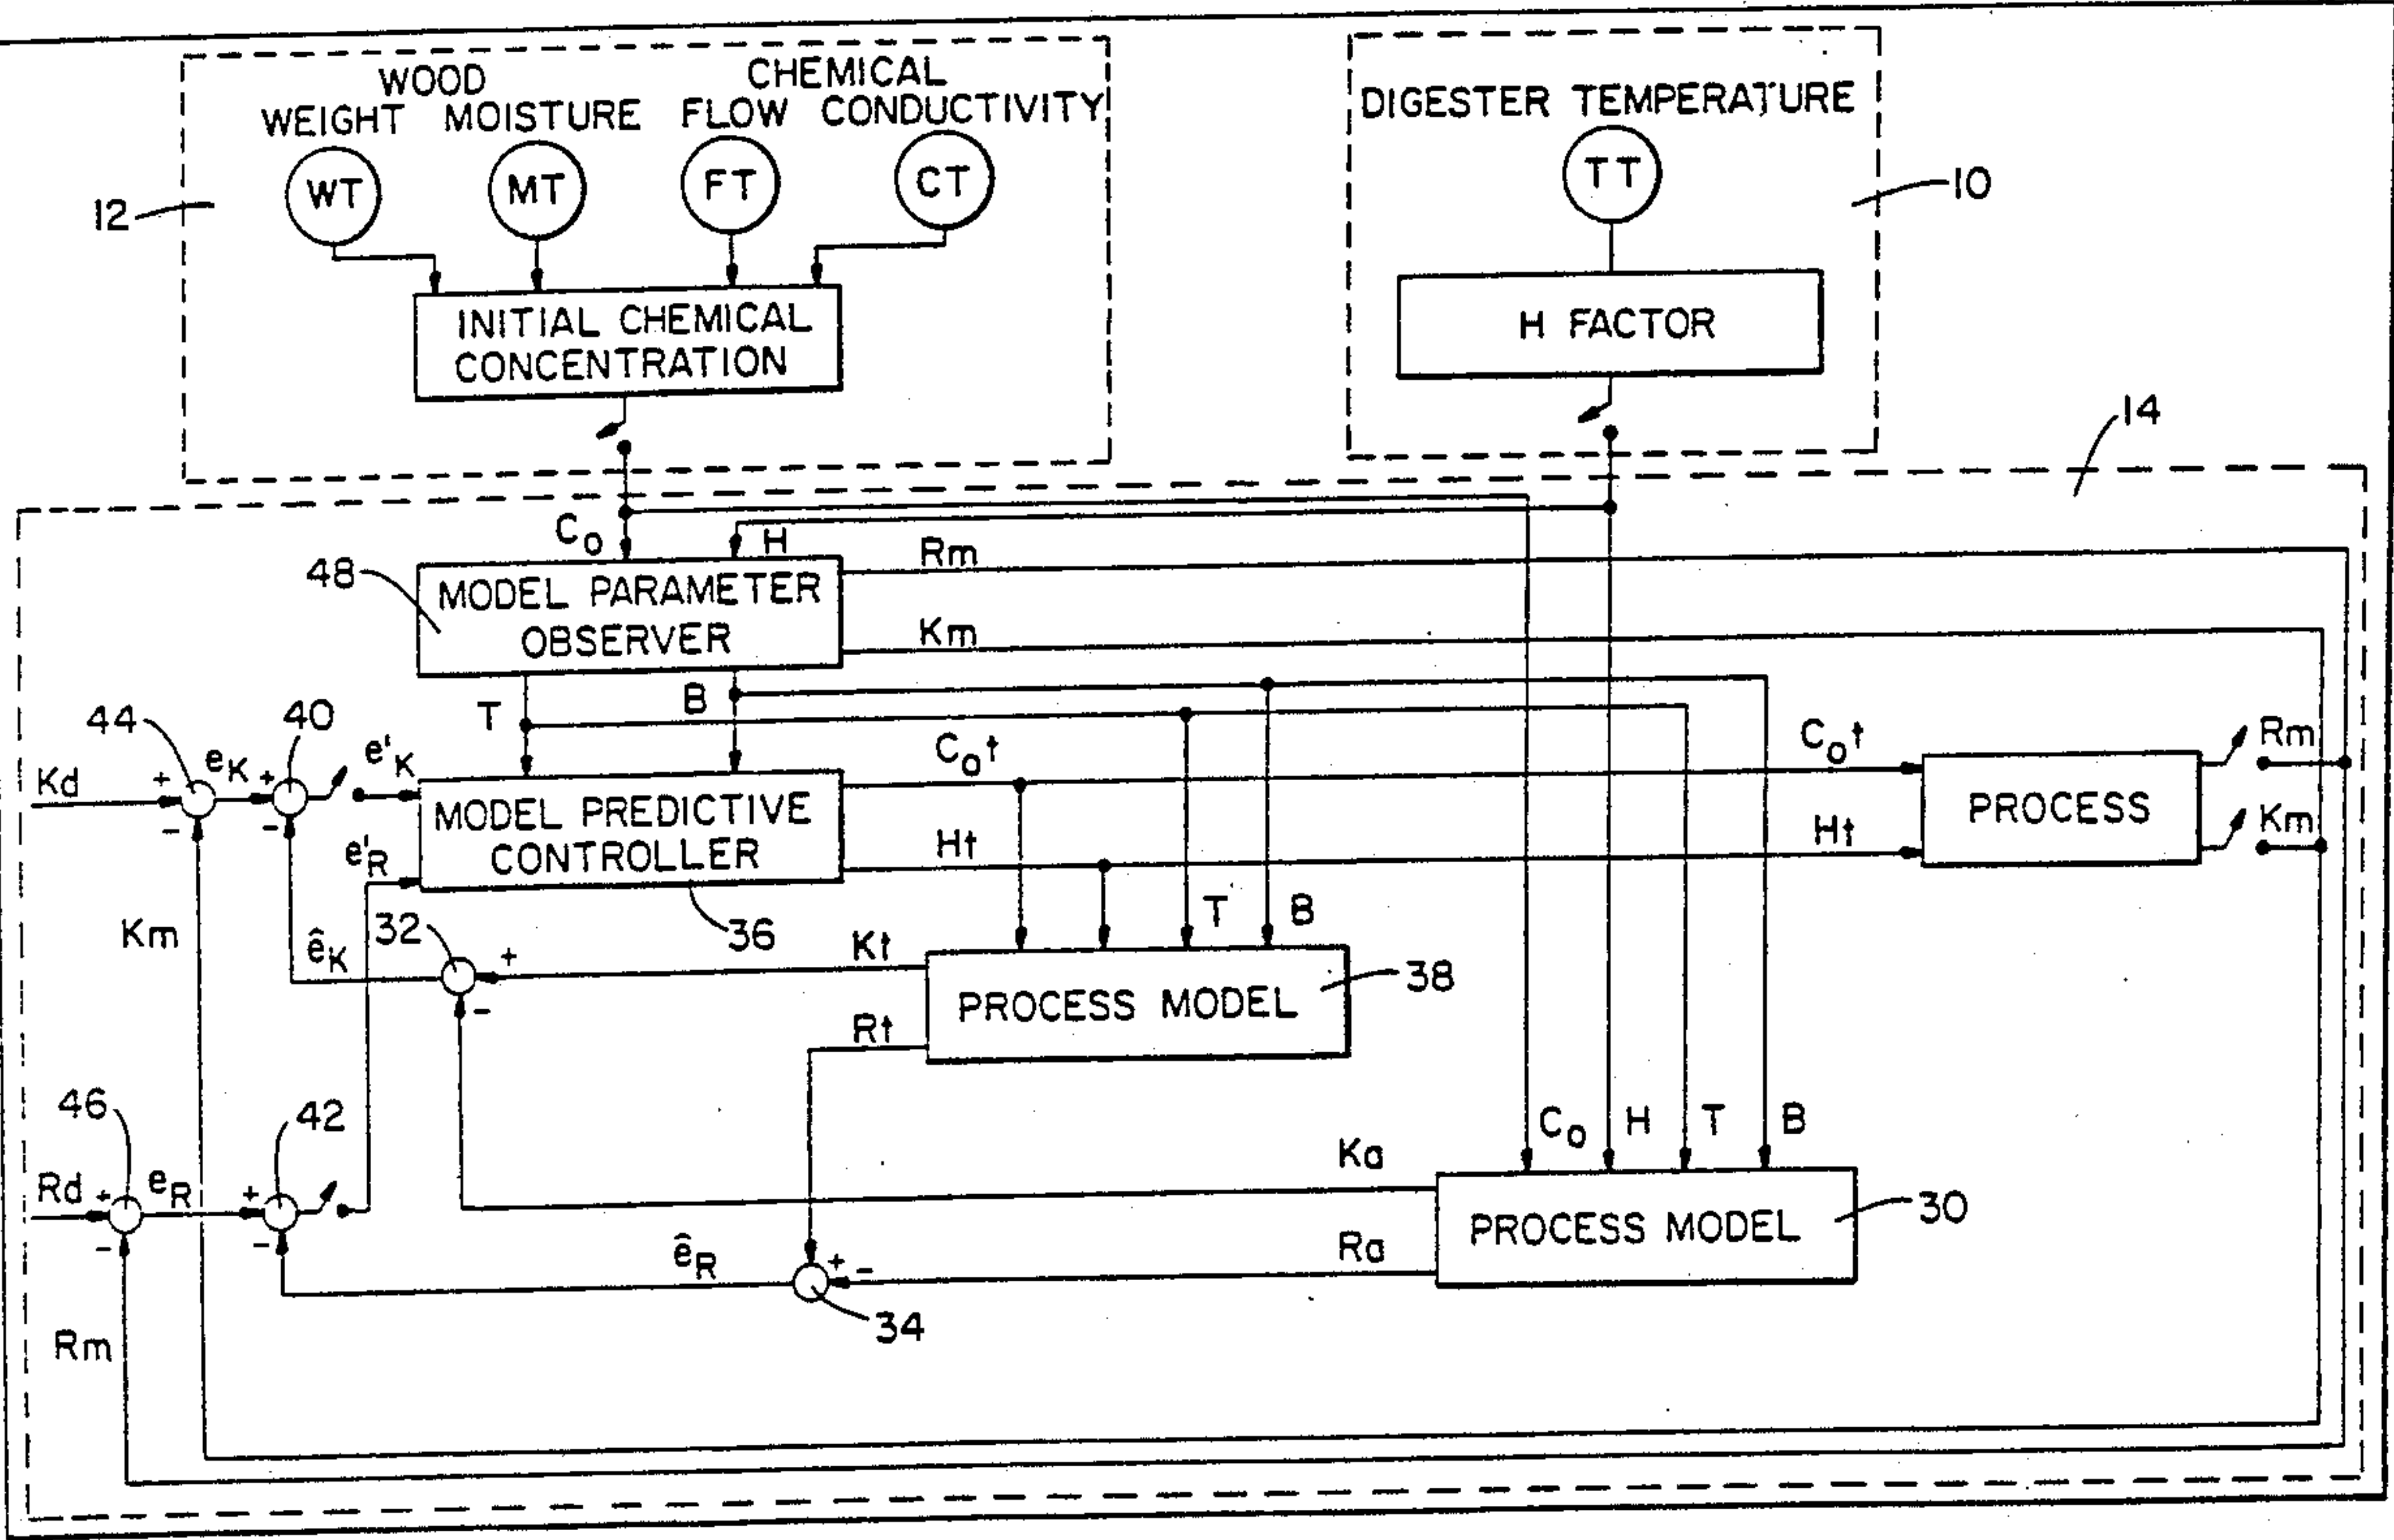 WOOD
CHEMICAL
WEIGHT MOISTURE FLOW CONDUCTIVITY
DIGESTER TEMPERATURE
WT
MT
FT
CT
TT
12
10
INITIAL CHEMICAL
CONCENTRATION
H FACTOR
14
Co
H
Rm
48
MODEL PARAMETER
OBSERVER
Km
T
B
44
40
Kd
+
-
eK
+
-
e'K
e'R
MODEL PREDICTIVE
CONTROLLER
36
Cot
Ht
Cot
Ht
PROCESS
Rm
Km
Km
êK
32
+
-
Kt
Rt
T
B
PROCESS MODEL
38
46
42
Rd
+
-
eR
+
-
Rm
êR
+
-
34
Ka
Ra
Co
H
T
B
PROCESS MODEL
30